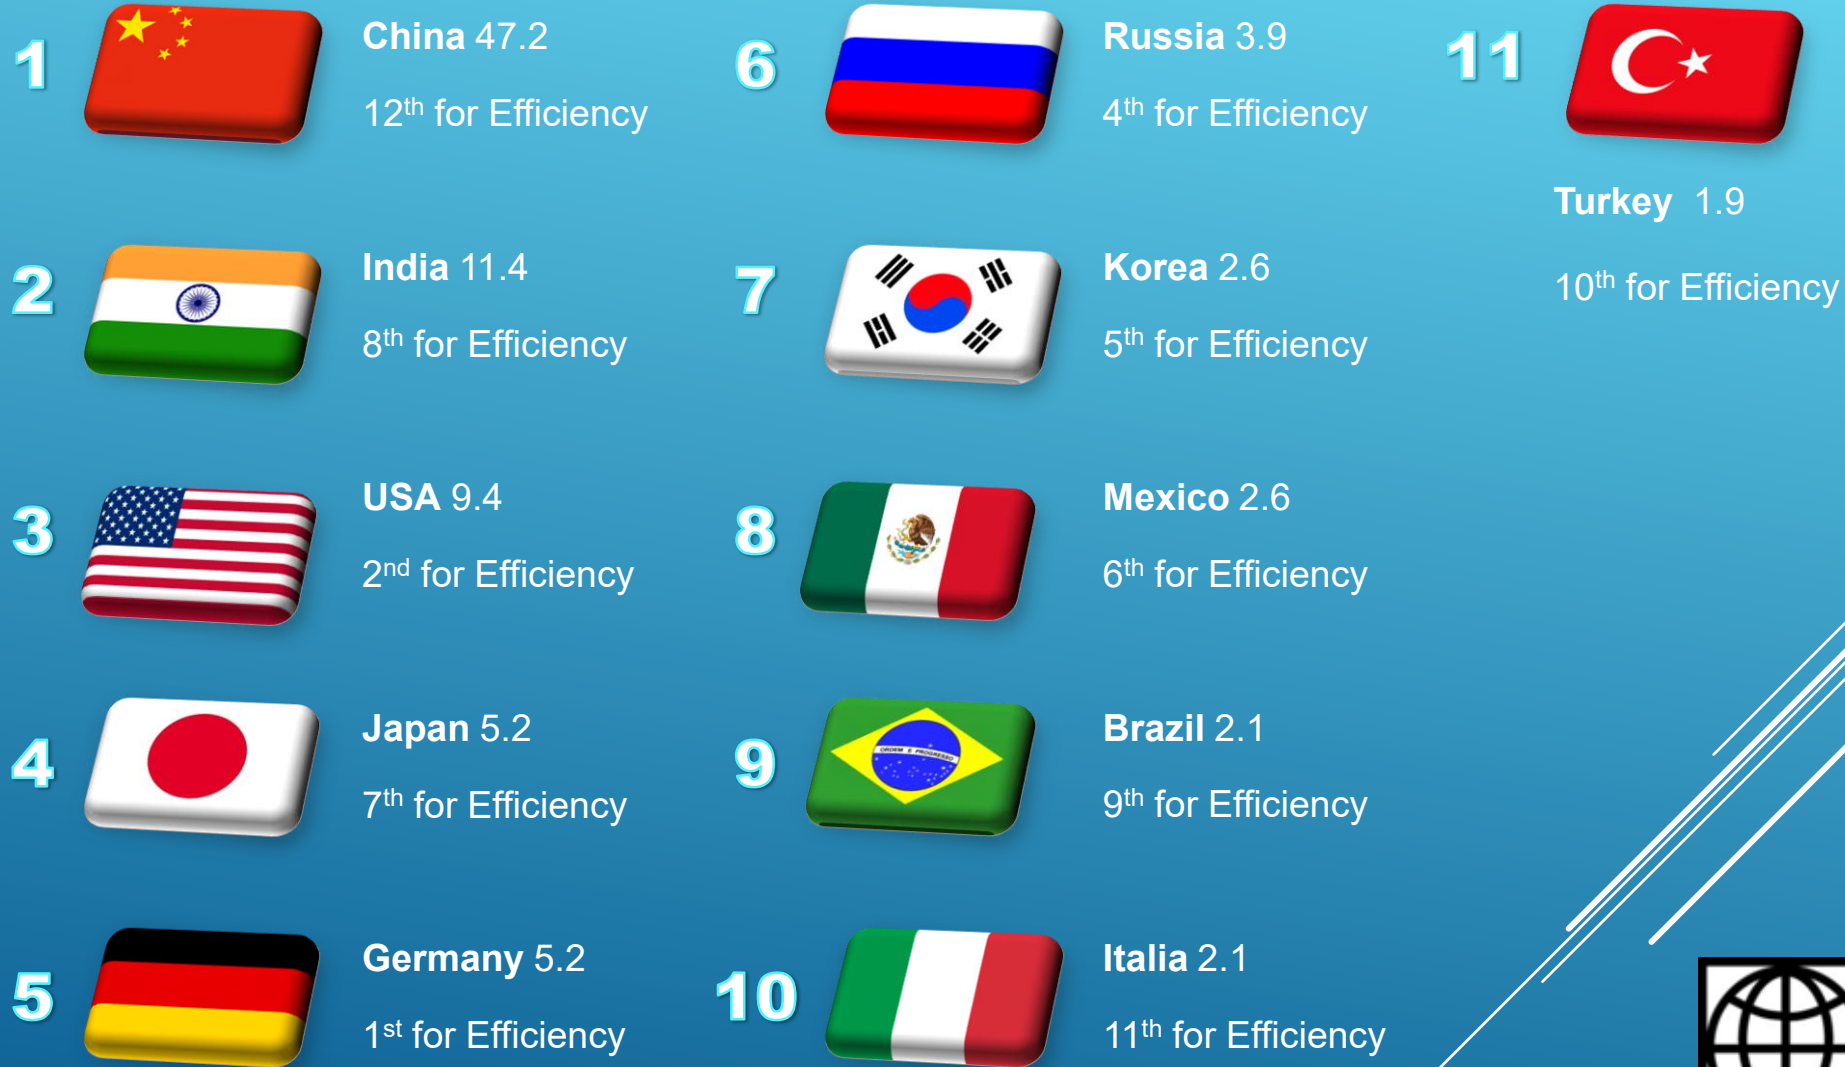 1
China 47.2
12th for Efficiency
2
India 11.4
8th for Efficiency
3
USA 9.4
2nd for Efficiency
4
Japan 5.2
7th for Efficiency
5
Germany 5.2
1st for Efficiency
6
Russia 3.9
4th for Efficiency
7
Korea 2.6
5th for Efficiency
8
Mexico 2.6
6th for Efficiency
9
ORDEM E PROGRESSO
Brazil 2.1
9th for Efficiency
10
Italia 2.1
11th for Efficiency
11
Turkey 1.9
10th for Efficiency